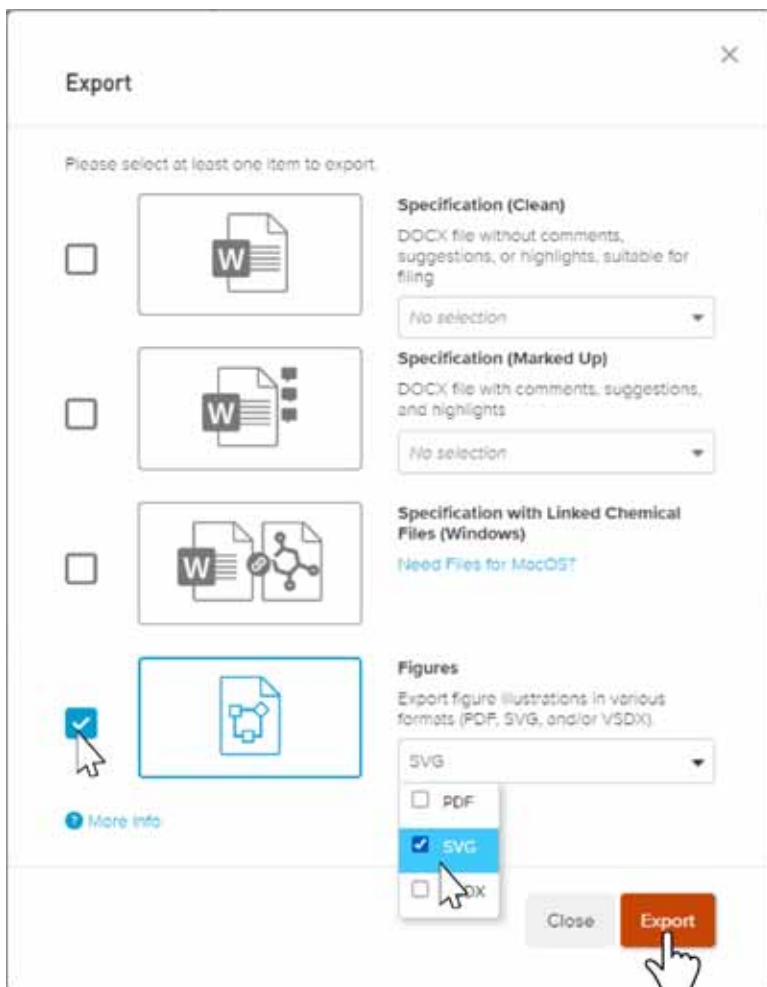 Export
Please select at least one item to export.
Specification (Clean)
DOCX file without comments,
suggestions, or highlights, suitable for
filing
W
No selection
Specification (Marked Up)
DOCX file with comments, suggestions,
and highlights
W
No selection
Specification with Linked Chemical
Files (Windows)
W
Need Files for MacOS?
Figures
Export figure illustrations in various
formats (PDF, SVG, and/or VSDX)
SVG
PDF
More Info
SVG
DX
Close
Export